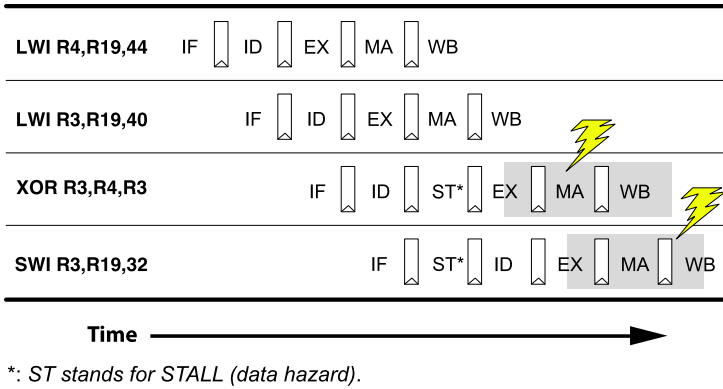 LWI R4,R19,44 IF ID EX MA WB
LWI R3,R19,40 IF ID EX MA WB
XOR R3,R4,R3 IF ID ST* EX MA WB
SWI R3,R19,32 IF ST* ID EX MA WB
Time
*: ST stands for STALL (data hazard).